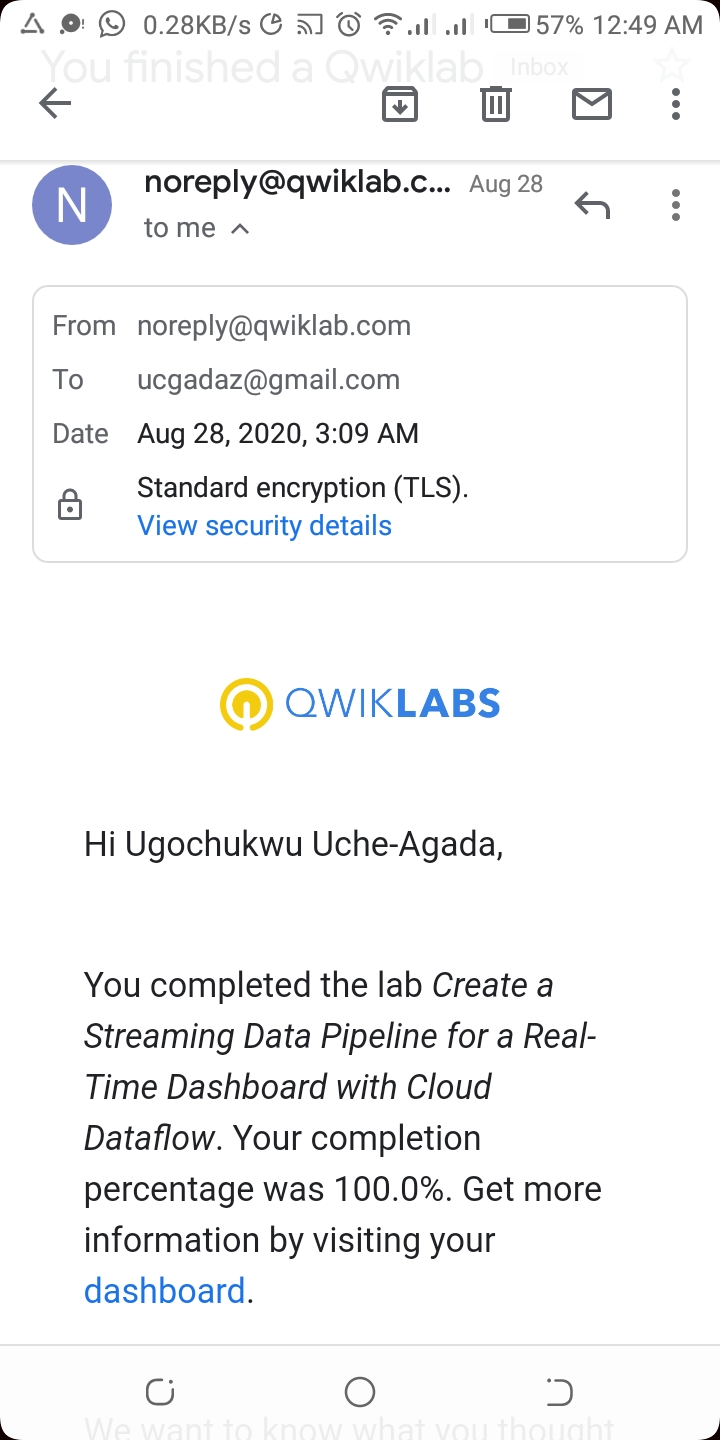 0.28KB/s 57% 12:49 AM
You finished a Qwiklab Inbox
noreply@qwiklab.c... Aug 28
N
to me
From noreply@qwiklab.com
To ucgadaz@gmail.com
Date Aug 28, 2020, 3:09 AM
Standard encryption (TLS).
View security details
QWIKLABS
Hi Ugochukwu Uche-Agada,
You completed the lab Create a
Streaming Data Pipeline for a Real-
Time Dashboard with Cloud
Dataflow. Your completion
percentage was 100.0%. Get more
information by visiting your
dashboard.
We want to know what you thought